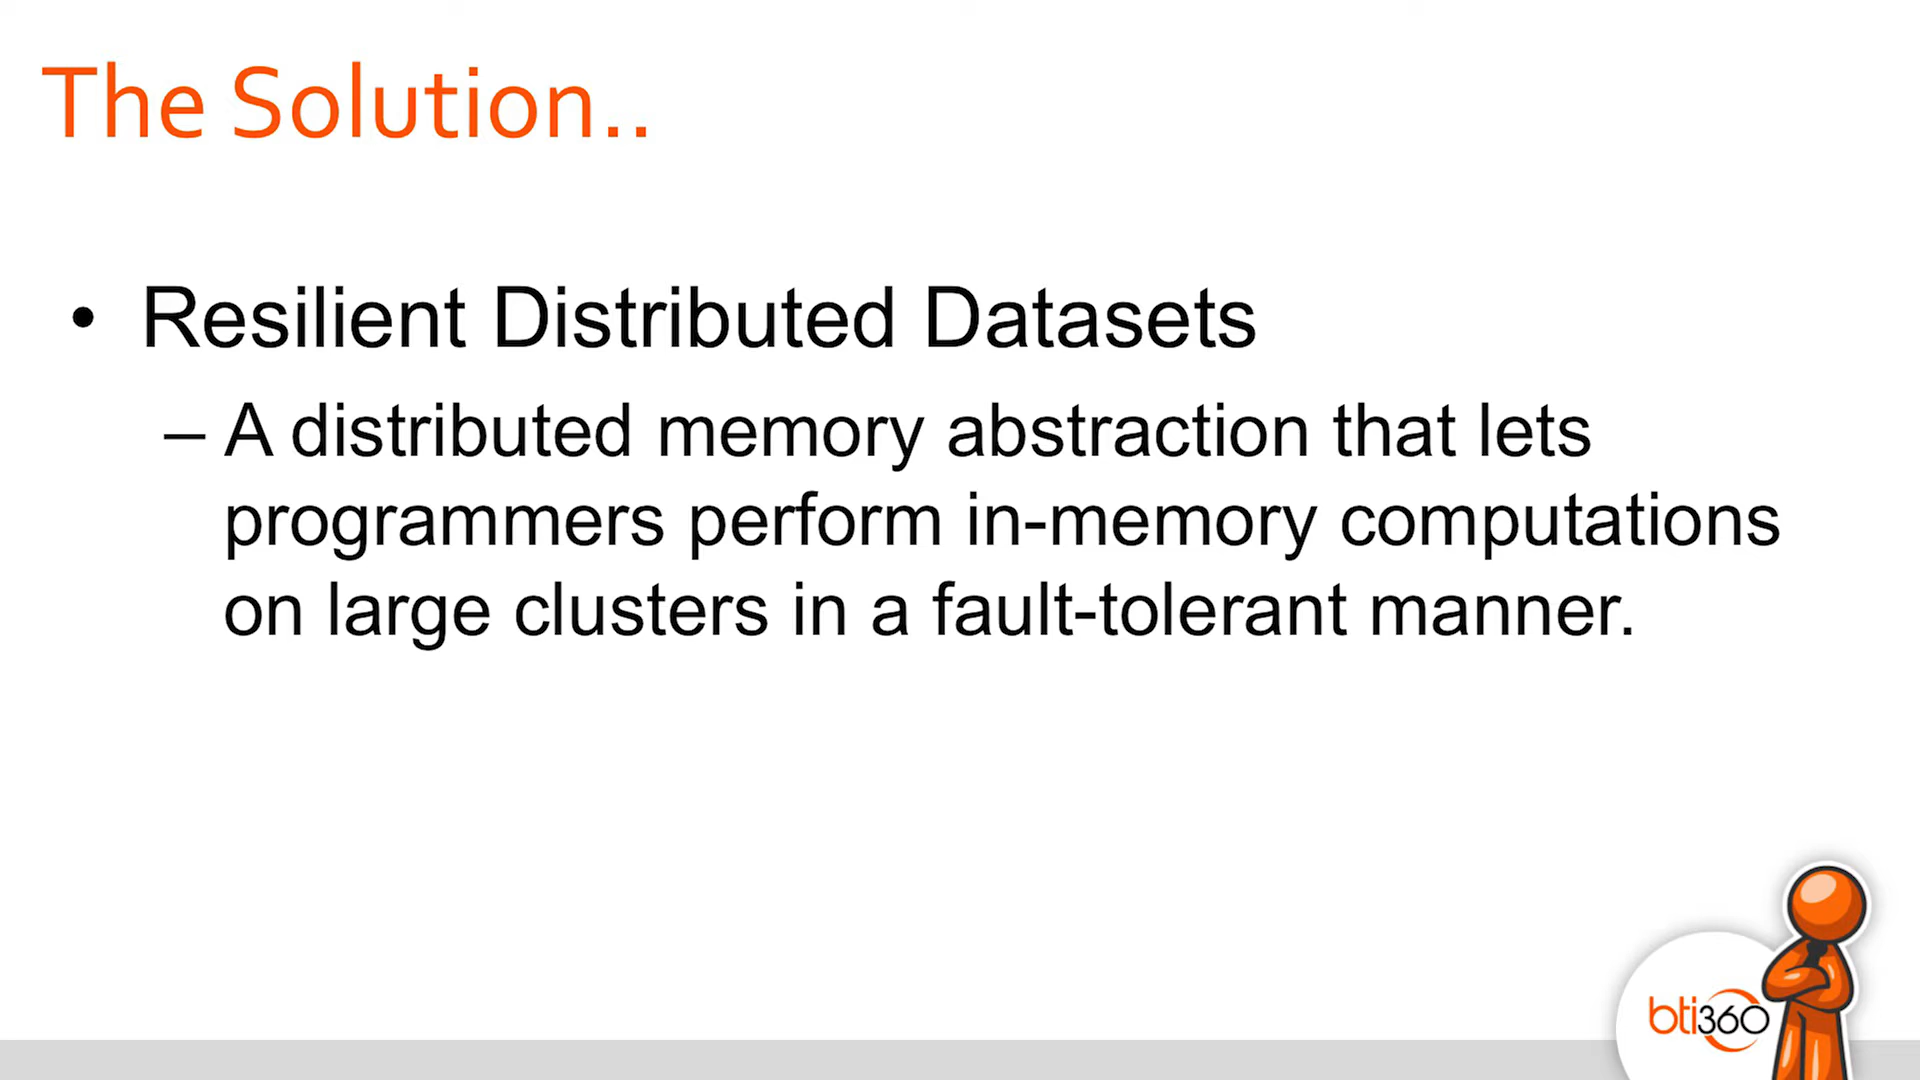 The Solution..
• Resilient Distributed Datasets
– A distributed memory abstraction that lets
programmers perform in-memory computations
on large clusters in a fault-tolerant manner.
bti360